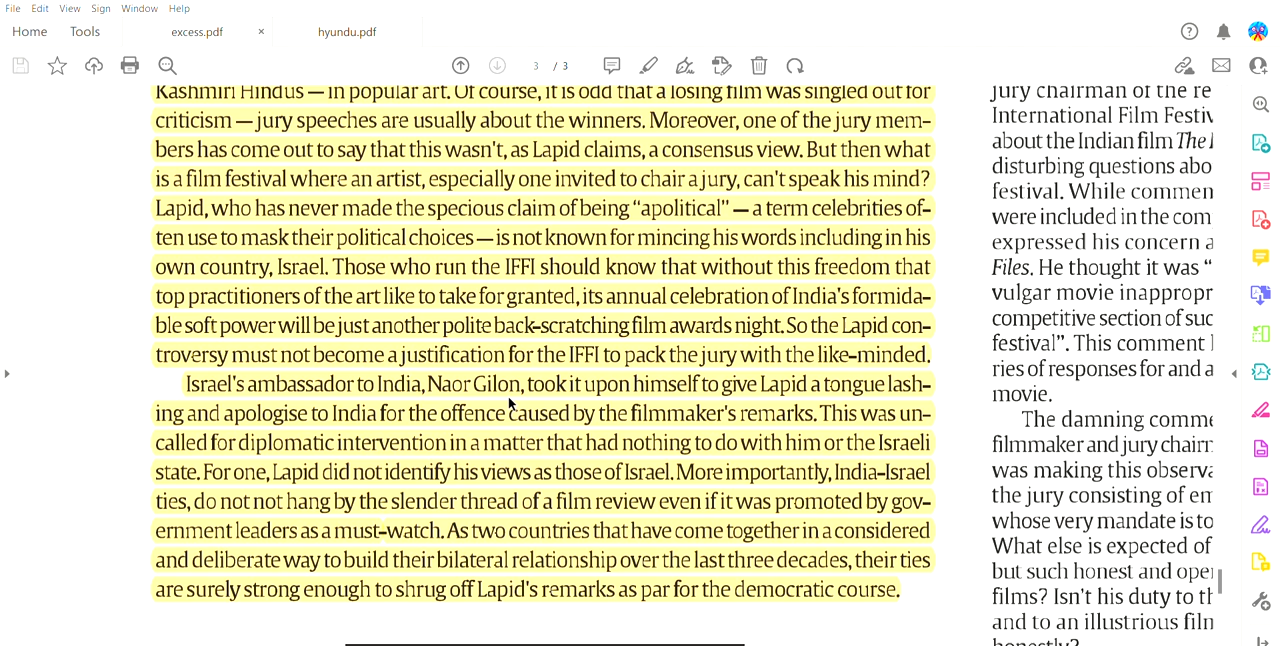 File Edit View Sign Window Help
Home Tools excess.pdf × hyundu.pdf
3 / 3
Kashmiri Hindus — in popular art. Of course, it is odd that a losing film was singled out for
criticism — jury speeches are usually about the winners. Moreover, one of the jury mem-
bers has come out to say that this wasn't, as Lapid claims, a consensus view. But then what
is a film festival where an artist, especially one invited to chair a jury, can't speak his mind?
Lapid, who has never made the specious claim of being “apolitical” — a term celebrities of-
ten use to mask their political choices — is not known for mincing his words including in his
own country, Israel. Those who run the IFFI should know that without this freedom that
top practitioners of the art like to take for granted, its annual celebration of India's formida-
ble soft power will be just another polite back-scratching film awards night. So the Lapid con-
troversy must not become a justification for the IFFI to pack the jury with the like-minded.
Israel's ambassador to India, Naor Gilon, took it upon himself to give Lapid a tongue lash-
ing and apologise to India for the offence caused by the filmmaker's remarks. This was un-
called for diplomatic intervention in a matter that had nothing to do with him or the Israeli
state. For one, Lapid did not identify his views as those of Israel. More importantly, India-Israel
ties, do not not hang by the slender thread of a film review even if it was promoted by gov-
ernment leaders as a must-watch. As two countries that have come together in a considered
and deliberate way to build their bilateral relationship over the last three decades, their ties
are surely strong enough to shrug off Lapid's remarks as par for the democratic course.
jury chairman of the re
International Film Festiv
about the Indian film The
disturbing questions abo
festival. While commen
were included in the com
expressed his concern a
Files. He thought it was “
vulgar movie inappropr
competitive section of suc
festival”. This comment
ries of responses for and a
movie.
The damning comme
filmmaker and jury chair
was making this observa
the jury consisting of em
whose very mandate is to
What else is expected of
but such honest and ope
films? Isn't his duty to th
and to an illustrious film
honestly?